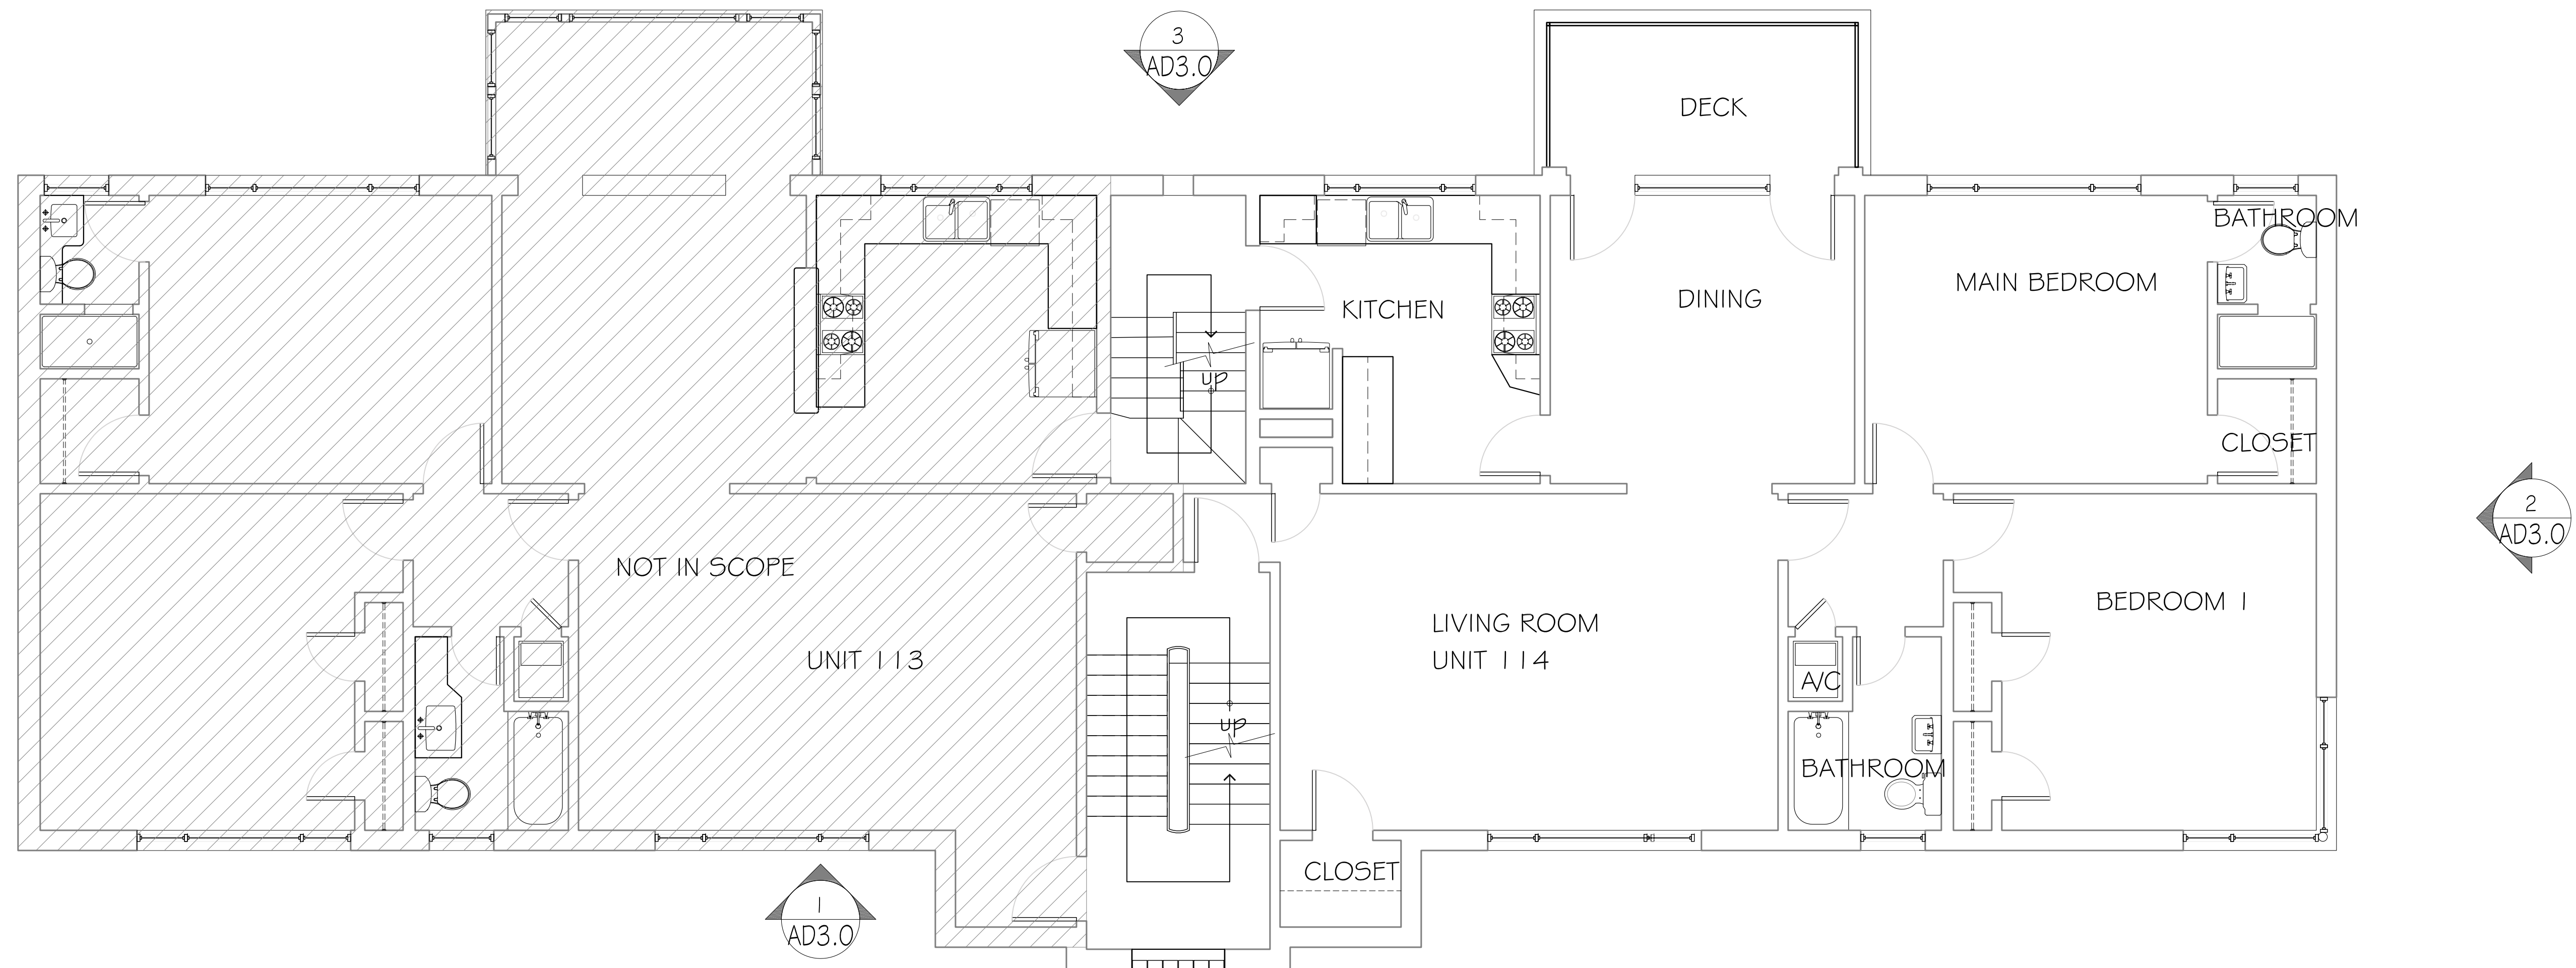 3
AD3.0
DECK
BATHROOM
MAIN BEDROOM
DINING
KITCHEN
up
CLOSET
2
AD3.0
NOT IN SCOPE
BEDROOM 1
LIVING ROOM
UNIT 113
UNIT 114
A/C
up
BATHROOM
CLOSET
1
AD3.0